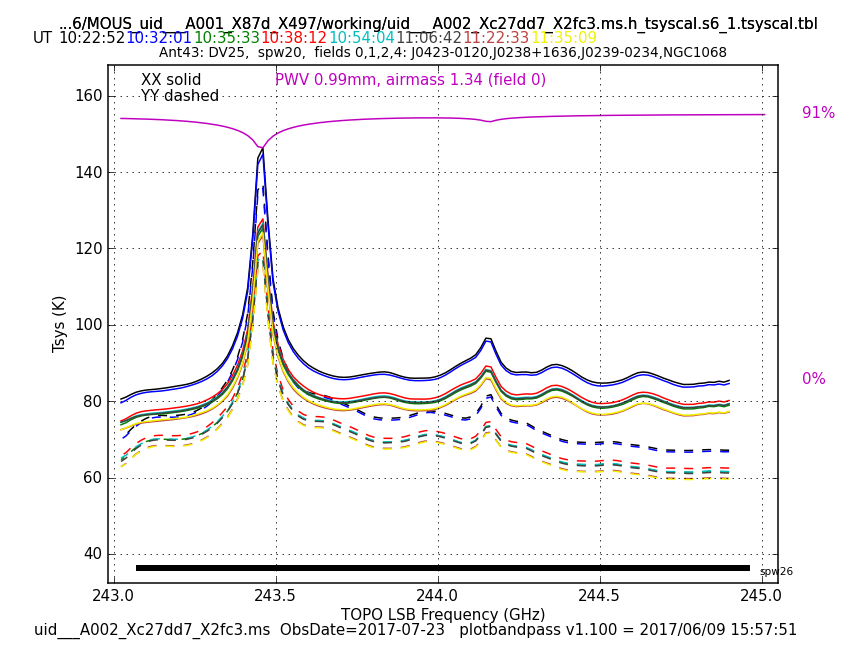 ...6/MOUS_uid___A001_X87d_X497/working/uid___A002_Xc27dd7_X2fc3.ms.h_tsyscal.s6_1.tsyscal.tbl
UT 10:22:52 10:32:01 10:35:33 10:38:12 10:54:04 11:06:42 11:22:33 11:35:09
Ant43: DV25,  spw20,  fields 0,1,2,4: J0423-0120,J0238+1636,J0239-0234,NGC1068
XX solid
PWV 0.99mm, airmass 1.34 (field 0)
YY dashed
160
91%
140
120
Tsys (K)
100
0%
80
60
40
spw26
243.0 243.5 244.0 244.5 245.0
TOPO LSB Frequency (GHz)
uid___A002_Xc27dd7_X2fc3.ms  ObsDate=2017-07-23   plotbandpass v1.100 = 2017/06/09 15:57:51